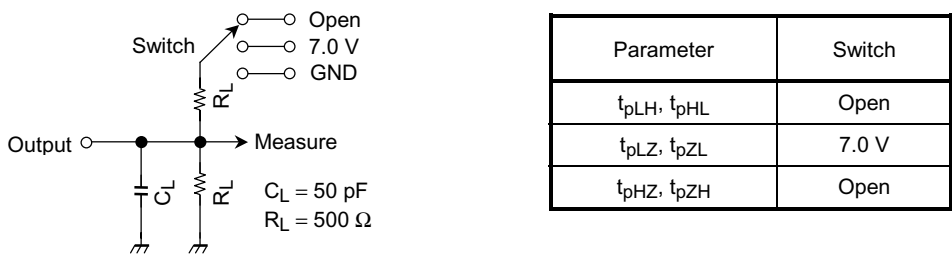 Open
Switch
7.0 V
GND
RL
Output
Measure
CL
RL
CL = 50 pF
RL = 500 Ω
Parameter Switch
tpLH, tpHL Open
tpLZ, tpZL 7.0 V
tpHZ, tpZH Open